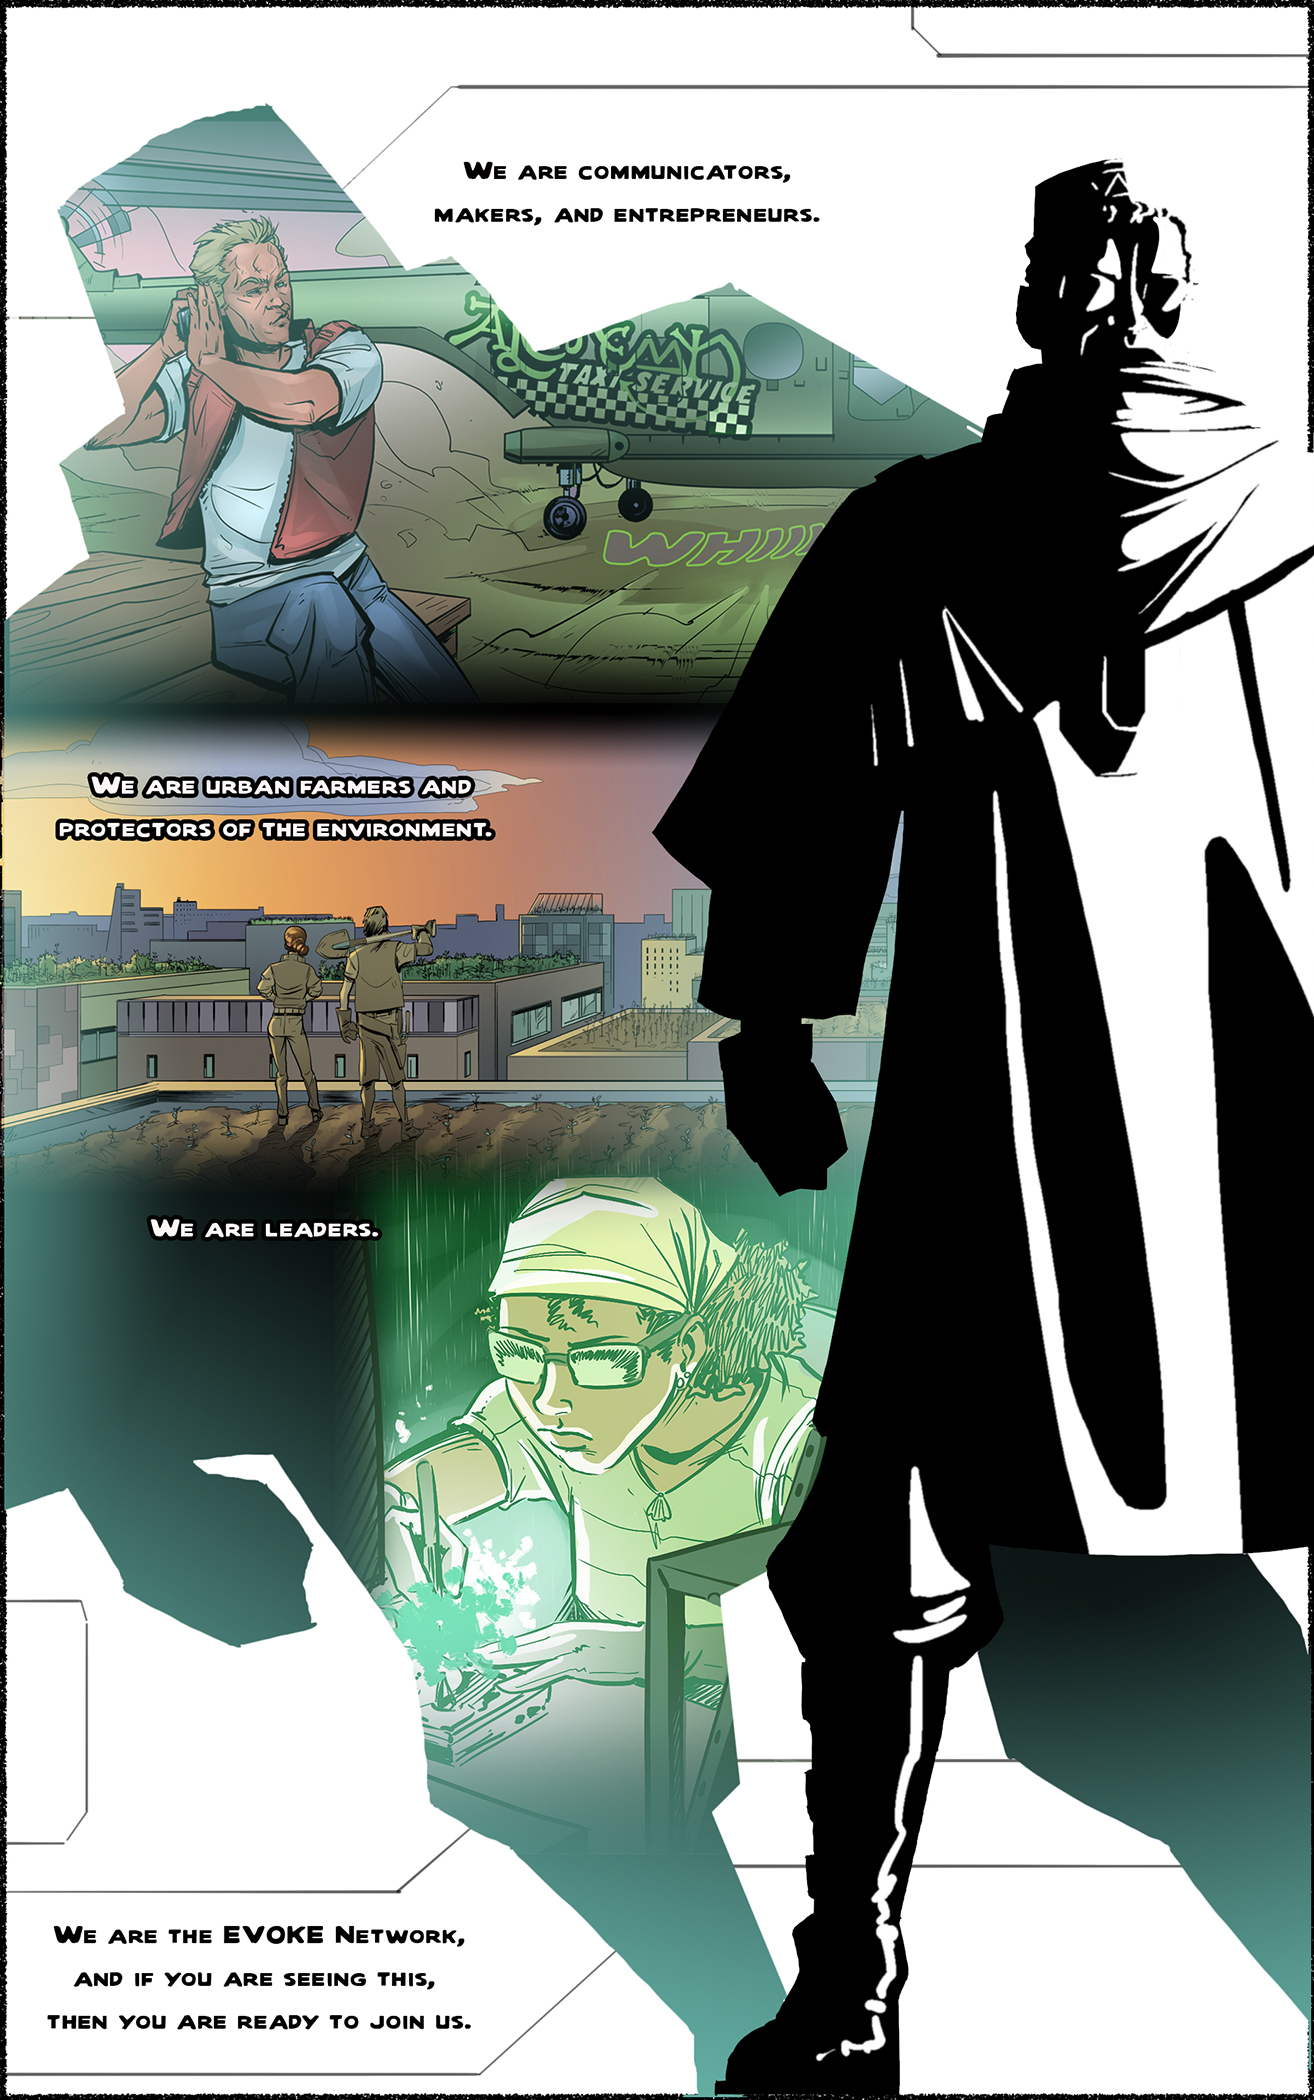 We are communicators,
makers, and entrepreneurs.
Alchemy
Taxi Service
WHIIII
We are urban farmers and
protectors of the environment.
We are leaders.
We are the EVOKE Network,
and if you are seeing this,
then you are ready to join us.